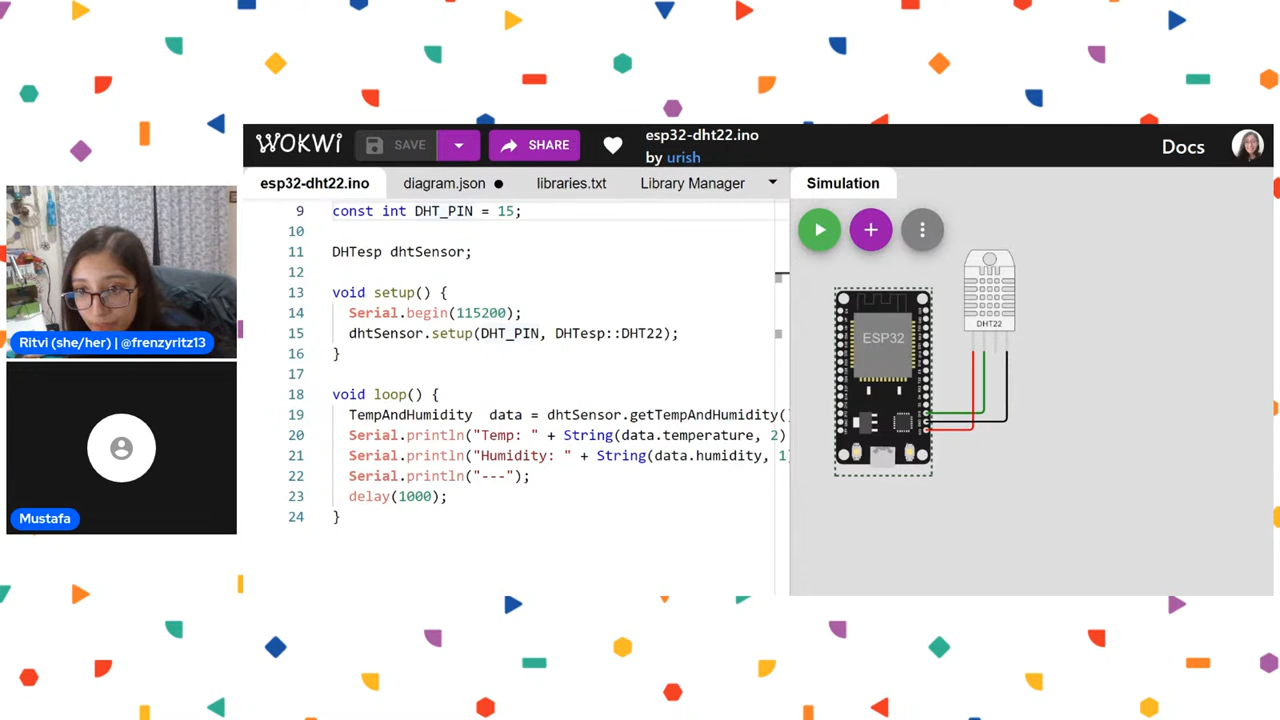 WOKWI
SAVE
SHARE
esp32-dht22.ino
by urish
Docs
esp32-dht22.ino
diagram.json
libraries.txt
Library Manager
Simulation
9 const int DHT_PIN = 15;
10
11 DHTesp dhtSensor;
12
13 void setup() {
14 Serial.begin(115200);
15 dhtSensor.setup(DHT_PIN, DHTesp::DHT22);
16 }
17
18 void loop() {
19 TempAndHumidity  data = dhtSensor.getTempAndHumidity(
20 Serial.println("Temp: " + String(data.temperature, 2)
21 Serial.println("Humidity: " + String(data.humidity, 1
22 Serial.println("---");
23 delay(1000);
24 }
ESP32
DHT22
Ritvi (she/her) | @frenzyritz13
Mustafa